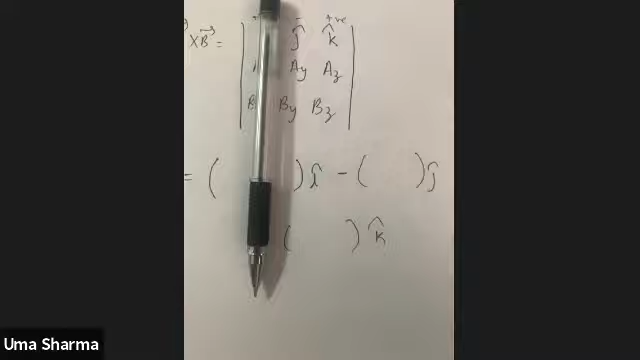 × B⃗ = | ĵ k̂ |
- +ve
Ay Az
B By Bz
= ( ) î - ( ) ĵ
( ) k̂
Uma Sharma